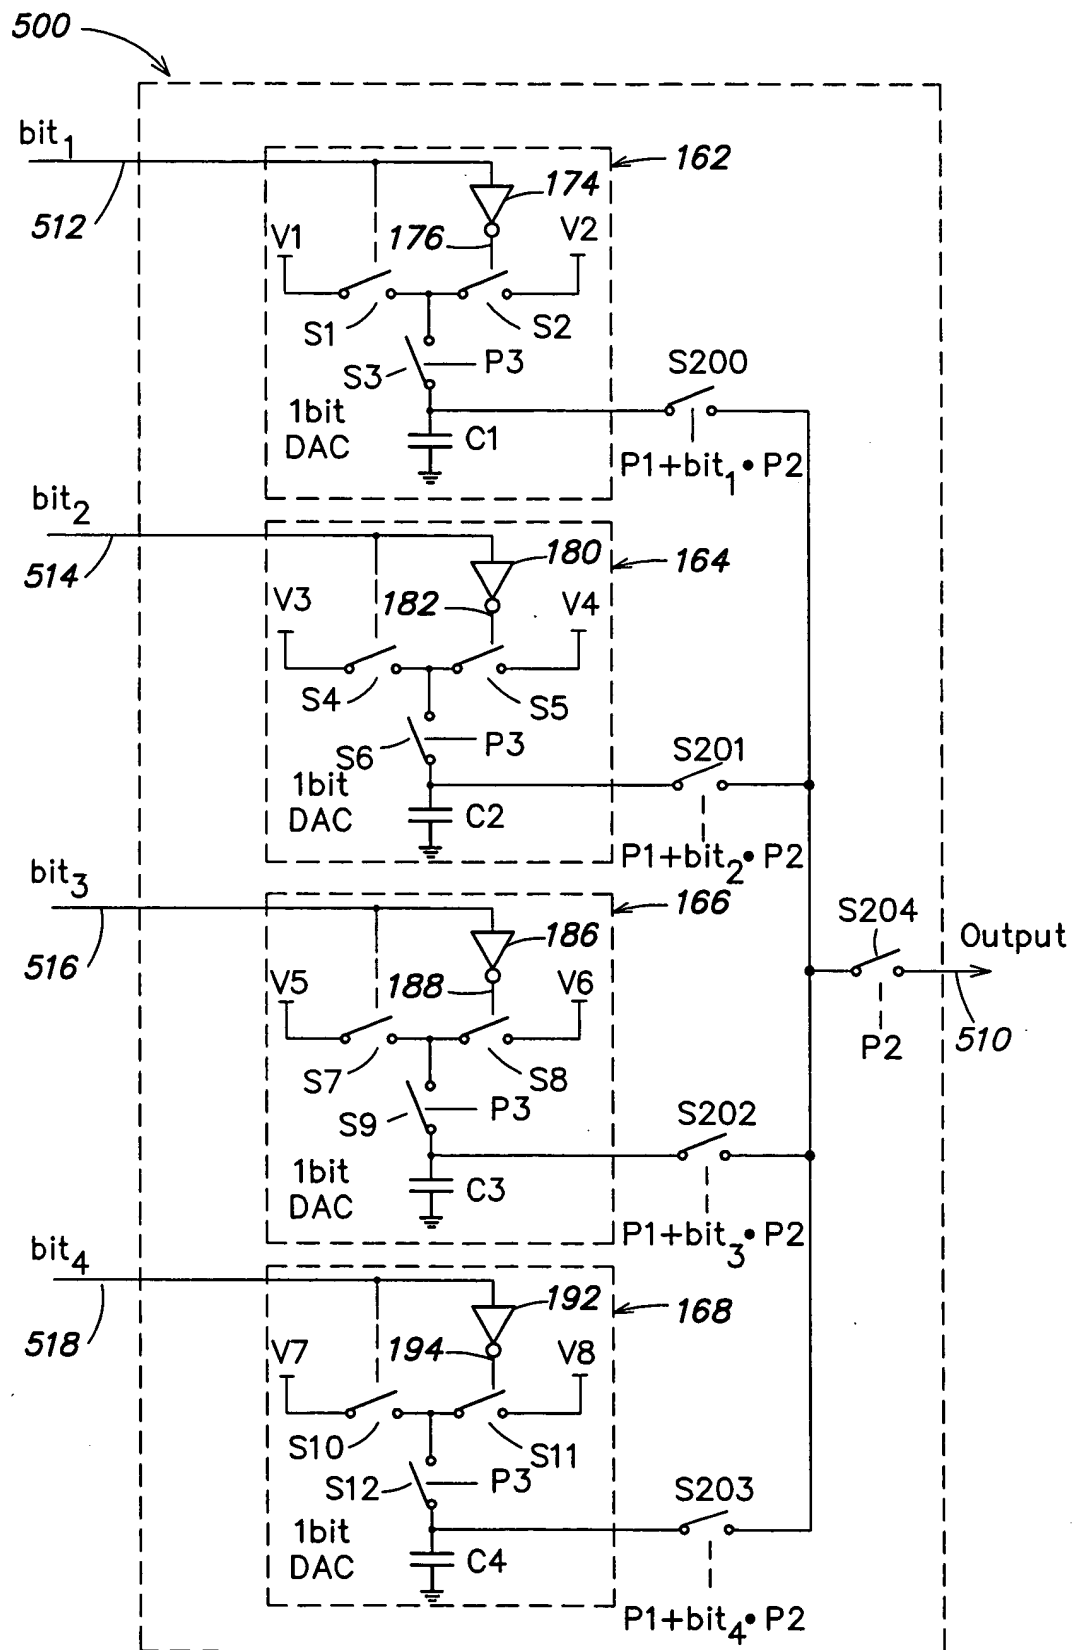 500
bit1
512
162
174
V1
176
V2
S1
S2
S3
P3
S200
1bit
DAC
C1
P1+bit1•P2
bit2
514
180
164
V3
182
V4
S4
S5
S6
P3
S201
1bit
DAC
C2
P1+bit2•P2
bit3
516
186
166
S204
Output
V5
188
V6
P2
510
S7
S8
S9
P3
S202
1bit
DAC
C3
P1+bit3•P2
bit4
518
192
168
V7
194
V8
S10
S11
S12
P3
S203
1bit
DAC
C4
P1+bit4•P2